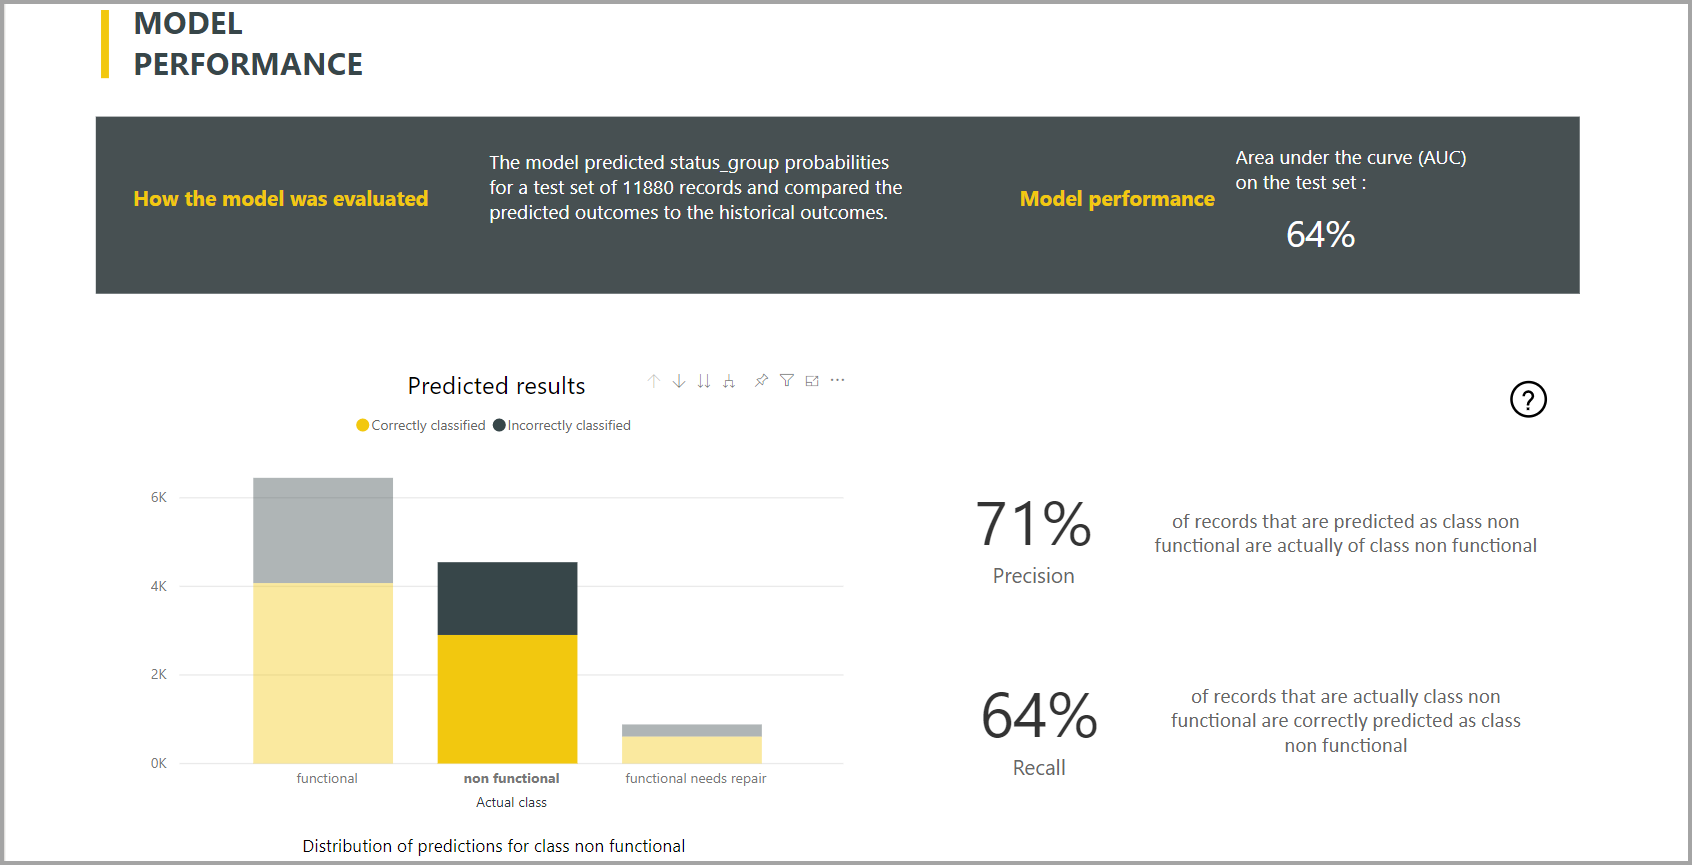 MODEL
PERFORMANCE
How the model was evaluated
The model predicted status_group probabilities
for a test set of 11880 records and compared the
predicted outcomes to the historical outcomes.
Model performance
Area under the curve (AUC)
on the test set :
64%
Predicted results
Correctly classified
Incorrectly classified
6K
4K
2K
0K
functional
non functional
functional needs repair
Actual class
Distribution of predictions for class non functional
?
71%
Precision
of records that are predicted as class non
functional are actually of class non functional
64%
Recall
of records that are actually class non
functional are correctly predicted as class
non functional